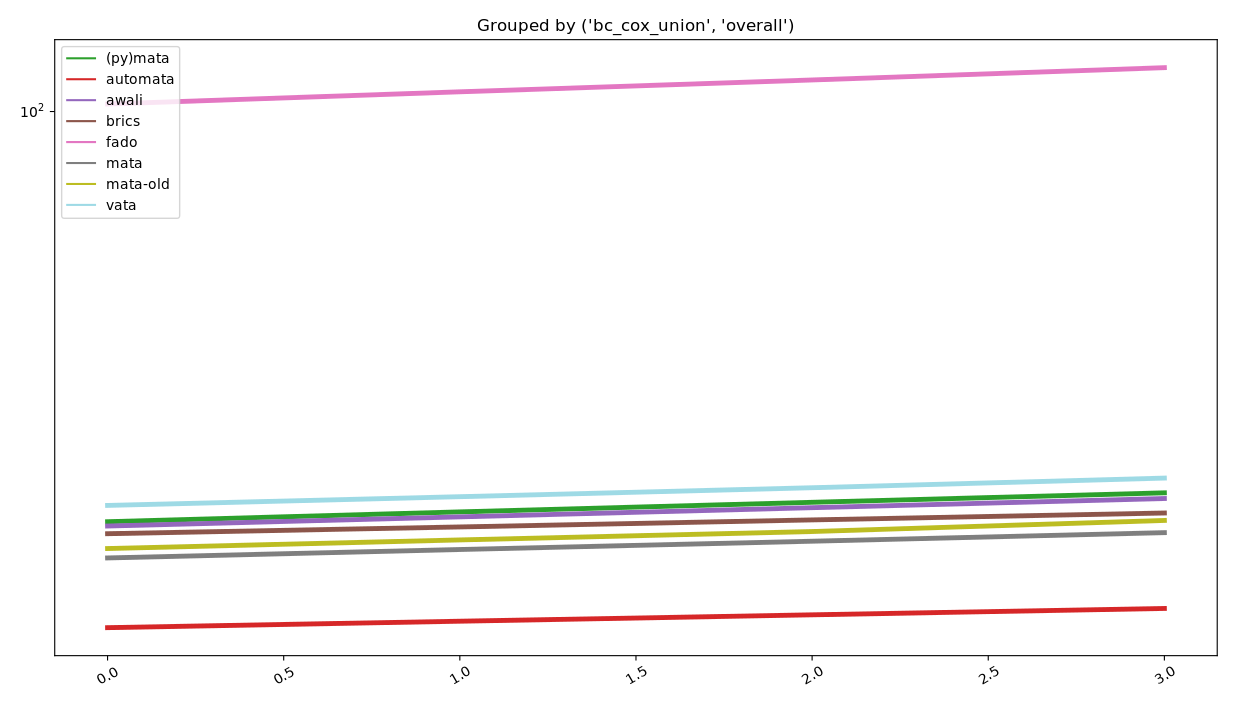 Grouped by ('bc_cox_union', 'overall')
(py)mata
automata
awali
brics
fado
mata
mata-old
vata
10²
0.0 0.5 1.0 1.5 2.0 2.5 3.0